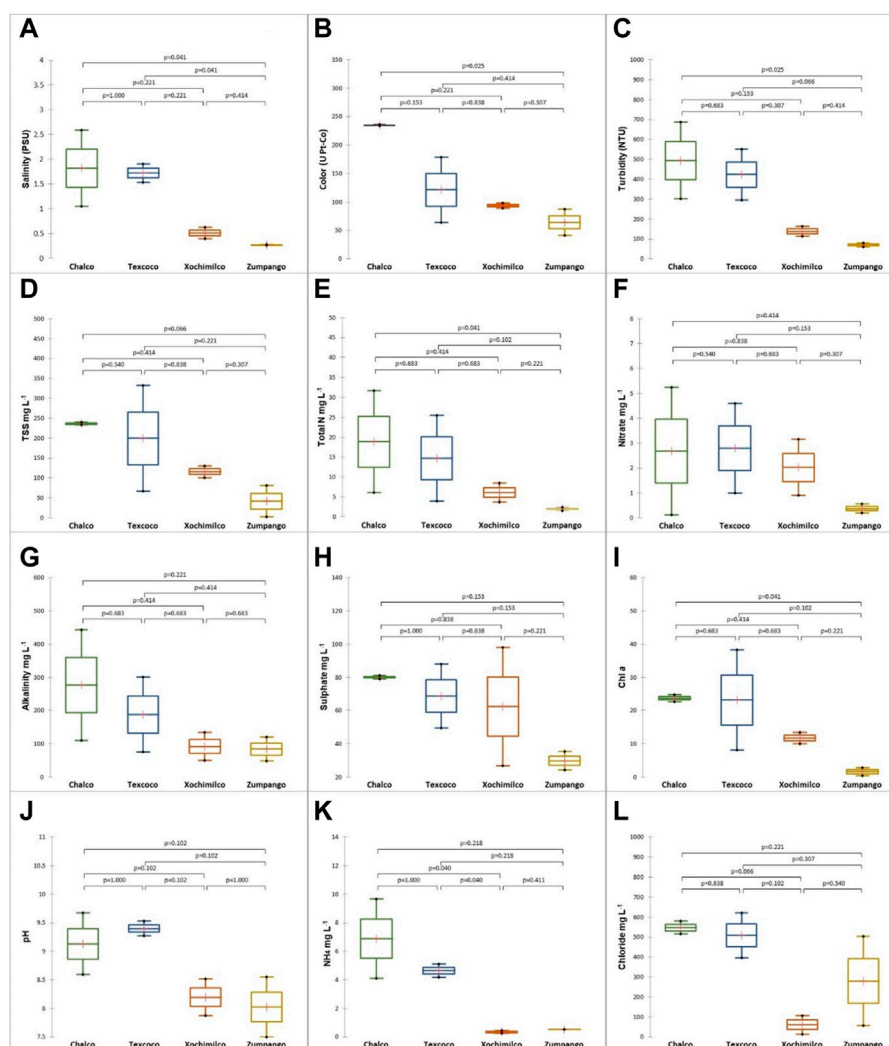 A
Salinity (PSU)
4
3.5
3
2.5
2
1.5
1
0.5
0
p=0.041
p=0.041
p=0.221
p=1.000 p=0.221 p=0.414
Chalco Texcoco Xochimilco Zumpango
B
Color (U Pt-Co)
350
300
250
200
150
100
50
0
p=0.025
p=0.414
p=0.221
p=0.153 p=0.838 p=0.307
Chalco Texcoco Xochimilco Zumpango
C
Turbidity (NTU)
1000
900
800
700
600
500
400
300
200
100
0
p=0.025
p=0.066
p=0.153
p=0.683 p=0.307 p=0.414
Chalco Texcoco Xochimilco Zumpango
D
TSS mg L-1
500
450
400
350
300
250
200
150
100
50
0
p=0.066
p=0.221
p=0.414
p=0.540 p=0.838 p=0.307
Chalco Texcoco Xochimilco Zumpango
E
Total N mg L-1
50
45
40
35
30
25
20
15
10
5
0
p=0.041
p=0.102
p=0.414
p=0.683 p=0.683 p=0.221
Chalco Texcoco Xochimilco Zumpango
F
Nitrate mg L-1
8
7
6
5
4
3
2
1
0
p=0.414
p=0.153
p=0.838
p=0.540 p=0.683 p=0.307
Chalco Texcoco Xochimilco Zumpango
G
Alkalinity mg L-1
600
500
400
300
200
100
0
p=0.221
p=0.414
p=0.414
p=0.683 p=0.683 p=0.683
Chalco Texcoco Xochimilco Zumpango
H
Sulphate mg L-1
140
120
100
80
60
40
20
p=0.153
p=0.153
p=0.838
p=1.000 p=0.838 p=0.221
Chalco Texcoco Xochimilco Zumpango
I
Chl a
60
50
40
30
20
10
0
p=0.041
p=0.102
p=0.414
p=0.683 p=0.683 p=0.221
Chalco Texcoco Xochimilco Zumpango
J
pH
11
10.5
10
9.5
9
8.5
8
7.5
p=0.102
p=0.102
p=0.102
p=1.000 p=0.102 p=1.000
Chalco Texcoco Xochimilco Zumpango
K
NH4 mg L-1
14
12
10
8
6
4
2
0
p=0.218
p=0.218
p=0.040
p=1.000 p=0.040 p=0.411
Chalco Texcoco Xochimilco Zumpango
L
Chloride mg L-1
1000
900
800
700
600
500
400
300
200
100
0
p=0.221
p=0.307
p=0.066
p=0.838 p=0.102 p=0.540
Chalco Texcoco Xochimilco Zumpango